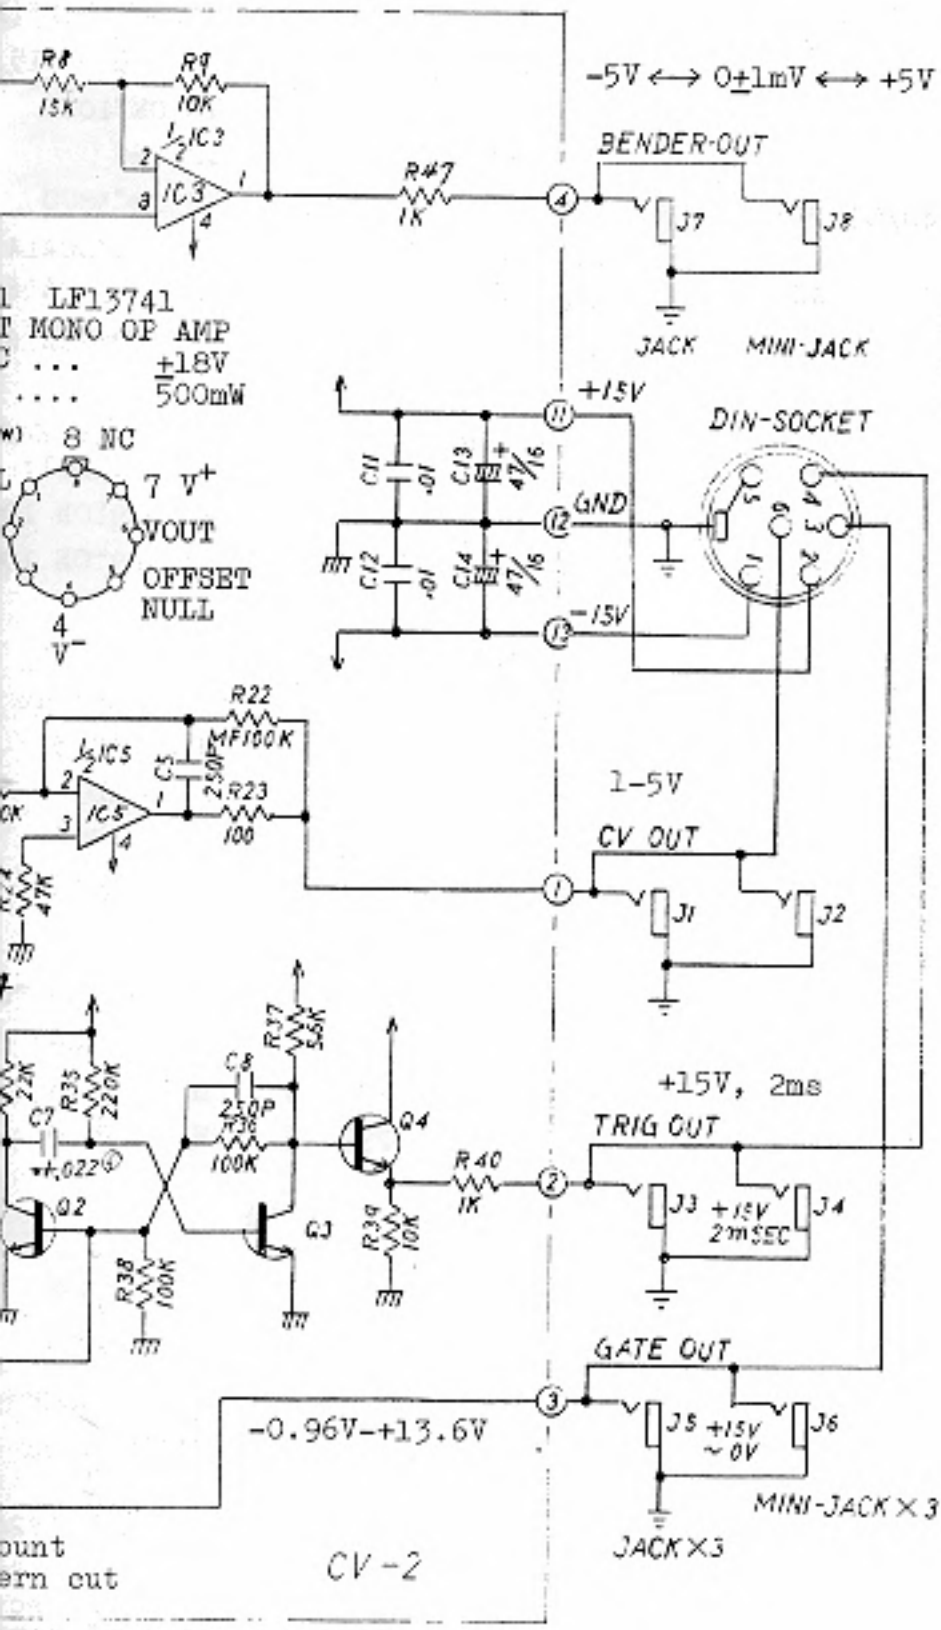 R8
15K
R9
10K
1/2 IC3
2
IC3
1
3
4
R47
1K
4
-5V ↔ 0±1mV ↔ +5V
BENDER-OUT
J7
J8
JACK
MINI-JACK
1 LF13741
T MONO OP AMP
C ... ±18V
.... 500mW
8 NC
7 V+
VOUT
OFFSET
NULL
4
V-
C11
.01
C13
+
47/16
C12
.01
C14
+
47/16
11
+15V
12
GND
13
-15V
DIN-SOCKET
5
4
6
3
1
2
R22
MF100K
1/2 IC5
C5
250P
2
IC5
1
3
4
R23
100
0K
R24
47K
1
1-5V
CV OUT
J1
J2
22K
R35
220K
C7
**.022
Q2
C8
250P
R36
100K
R37
56K
R38
100K
Q3
Q4
R39
10K
R40
1K
2
+15V, 2ms
TRIG OUT
J3
+15V
2mSEC
J4
GATE OUT
3
-0.96V-+13.6V
J5
+15V
~0V
J6
MINI-JACK×3
JACK×3
ount
ern cut
CV-2